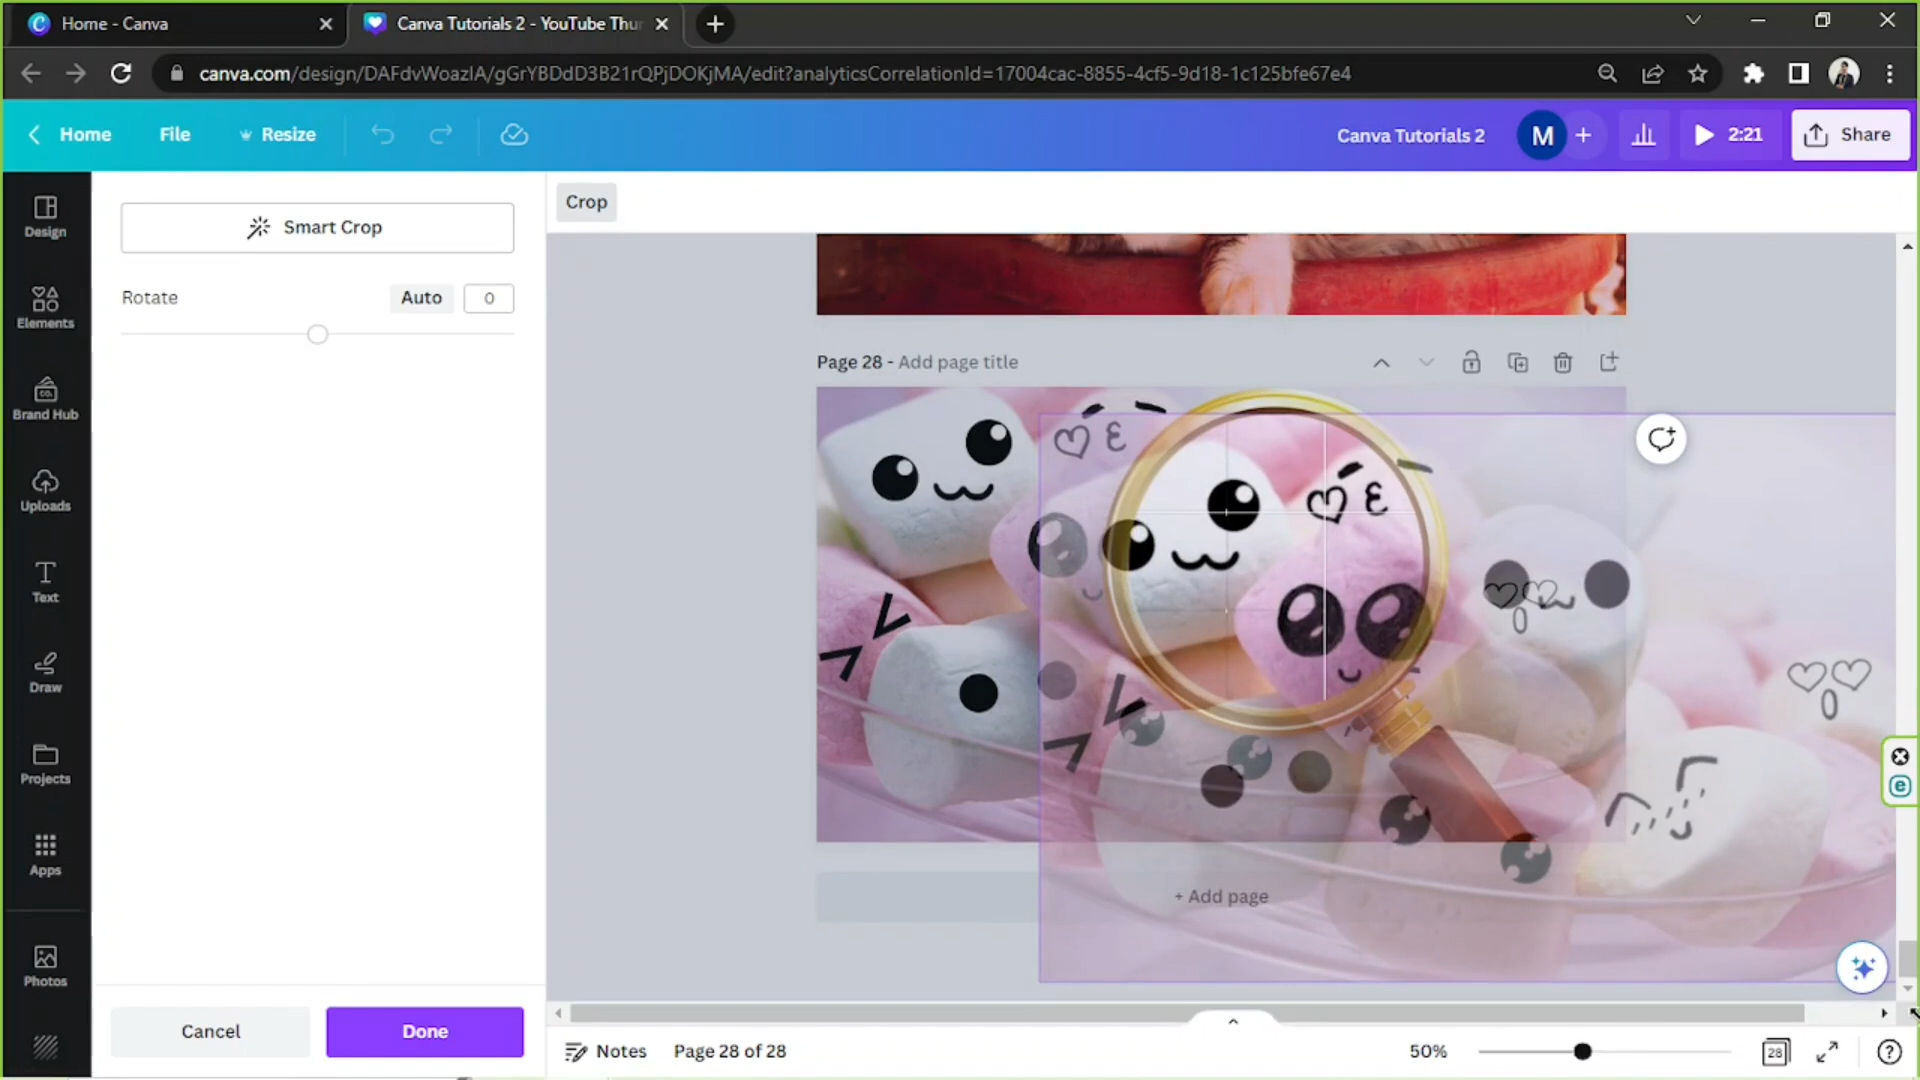 Home - Canva
Canva Tutorials 2 - YouTube Thu
canva.com/design/DAFdvWoazIA/gGrYBDdD3B21rQPjDOKjMA/edit?analyticsCorrelationId=17004cac-8855-4cf5-9d18-1c125bfe67e4
Home
File
Resize
Canva Tutorials 2
M
2:21
Share
Design
Elements
Brand Hub
Uploads
Text
Draw
Projects
Apps
Photos
Smart Crop
Rotate
Auto
0
Cancel
Done
Crop
Page 28 - Add page title
+ Add page
Notes
Page 28 of 28
50%
28